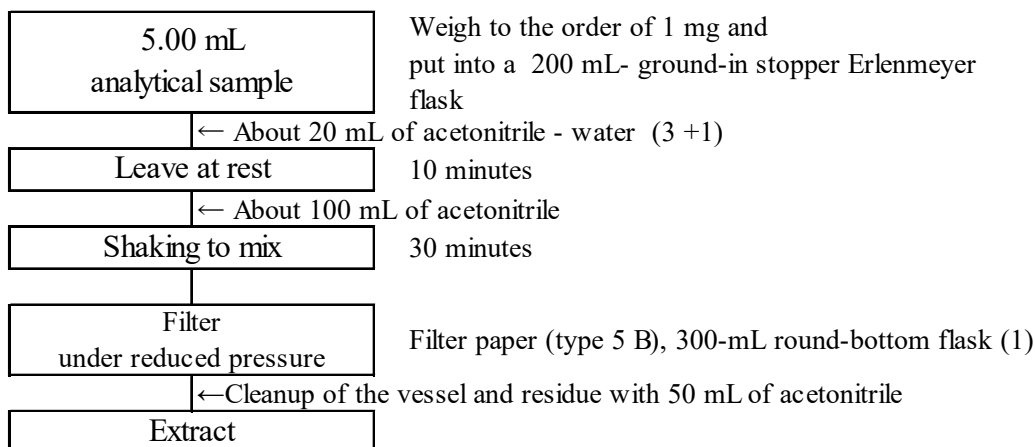 5.00 mL
analytical sample
Weigh to the order of 1 mg and
put into a 200 mL- ground-in stopper Erlenmeyer
flask
← About 20 mL of acetonitrile - water (3 +1)
Leave at rest
10 minutes
← About 100 mL of acetonitrile
Shaking to mix
30 minutes
Filter
under reduced pressure
Filter paper (type 5 B), 300-mL round-bottom flask (1)
←Cleanup of the vessel and residue with 50 mL of acetonitrile
Extract